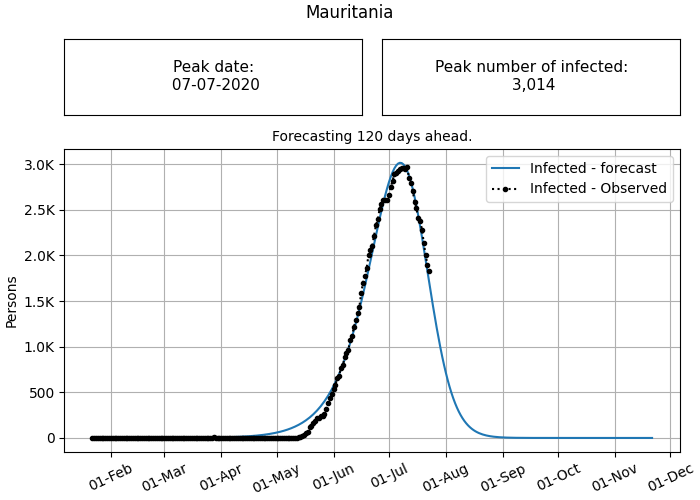 Mauritania
Peak date:
07-07-2020
Peak number of infected:
3,014
Forecasting 120 days ahead.
Infected - forecast
Infected - Observed
3.0K
2.5K
2.0K
1.5K
1.0K
500
0
Persons
01-Feb
01-Mar
01-Apr
01-May
01-Jun
01-Jul
01-Aug
01-Sep
01-Oct
01-Nov
01-Dec